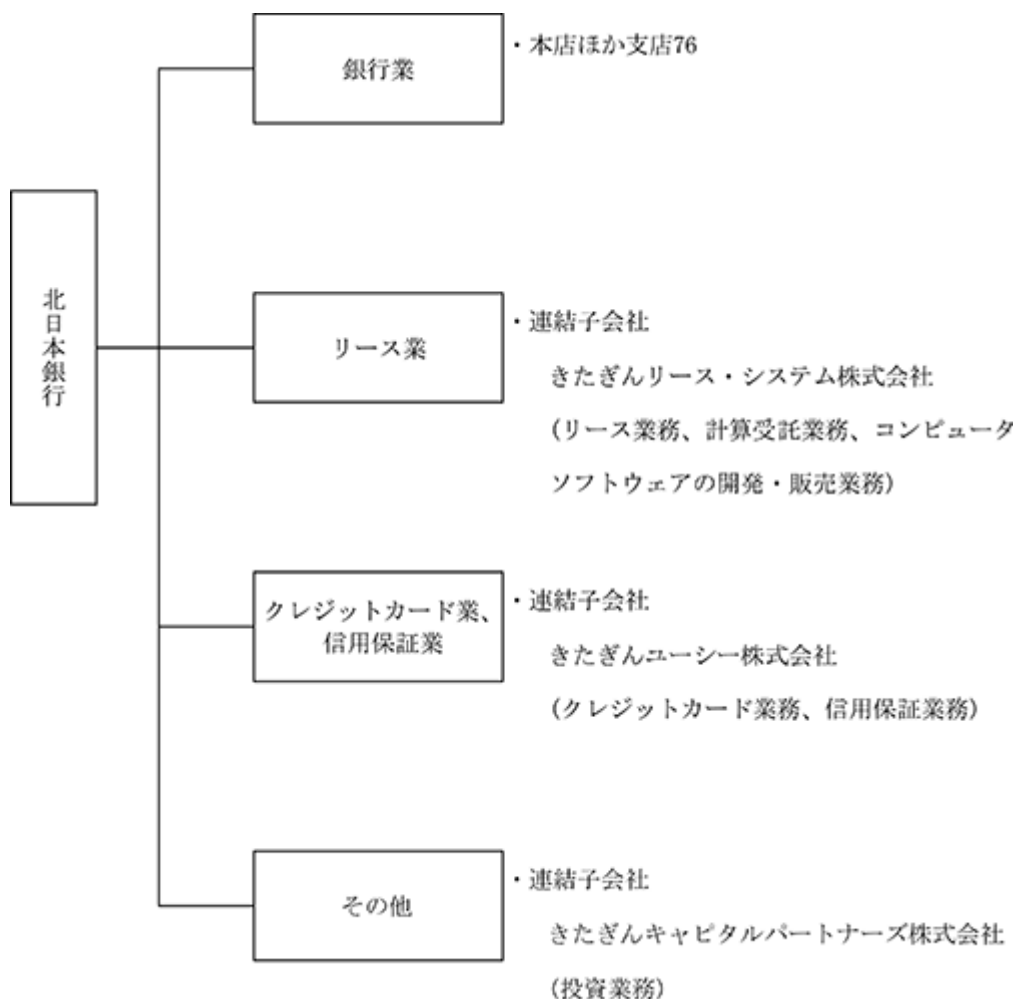 銀行業
・本店ほか支店76
北日本銀行
リース業
・連結子会社
きたぎんリース・システム株式会社
(リース業務、計算受託業務、コンピュータ
ソフトウェアの開発・販売業務)
クレジットカード業、
信用保証業
・連結子会社
きたぎんユーシー株式会社
(クレジットカード業務、信用保証業務)
その他
・連結子会社
きたぎんキャピタルパートナーズ株式会社
(投資業務)